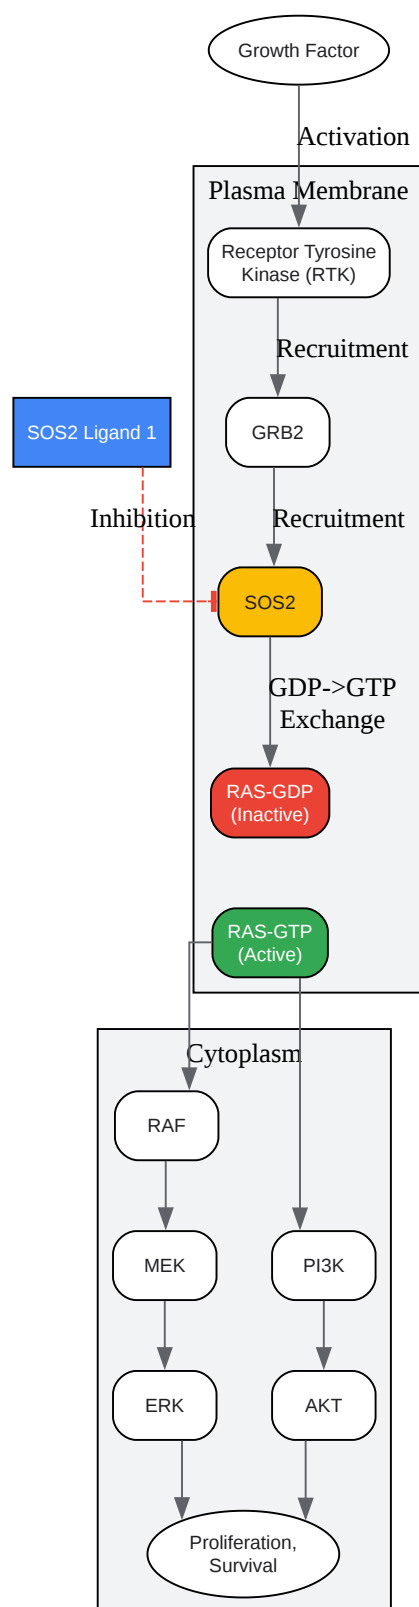 Growth Factor
Activation
Plasma Membrane
Receptor Tyrosine
Kinase (RTK)
Recruitment
SOS2 Ligand 1
GRB2
Inhibition
Recruitment
SOS2
GDP->GTP
Exchange
RAS-GDP
(Inactive)
RAS-GTP
(Active)
Cytoplasm
RAF
MEK
PI3K
ERK
AKT
Proliferation,
Survival